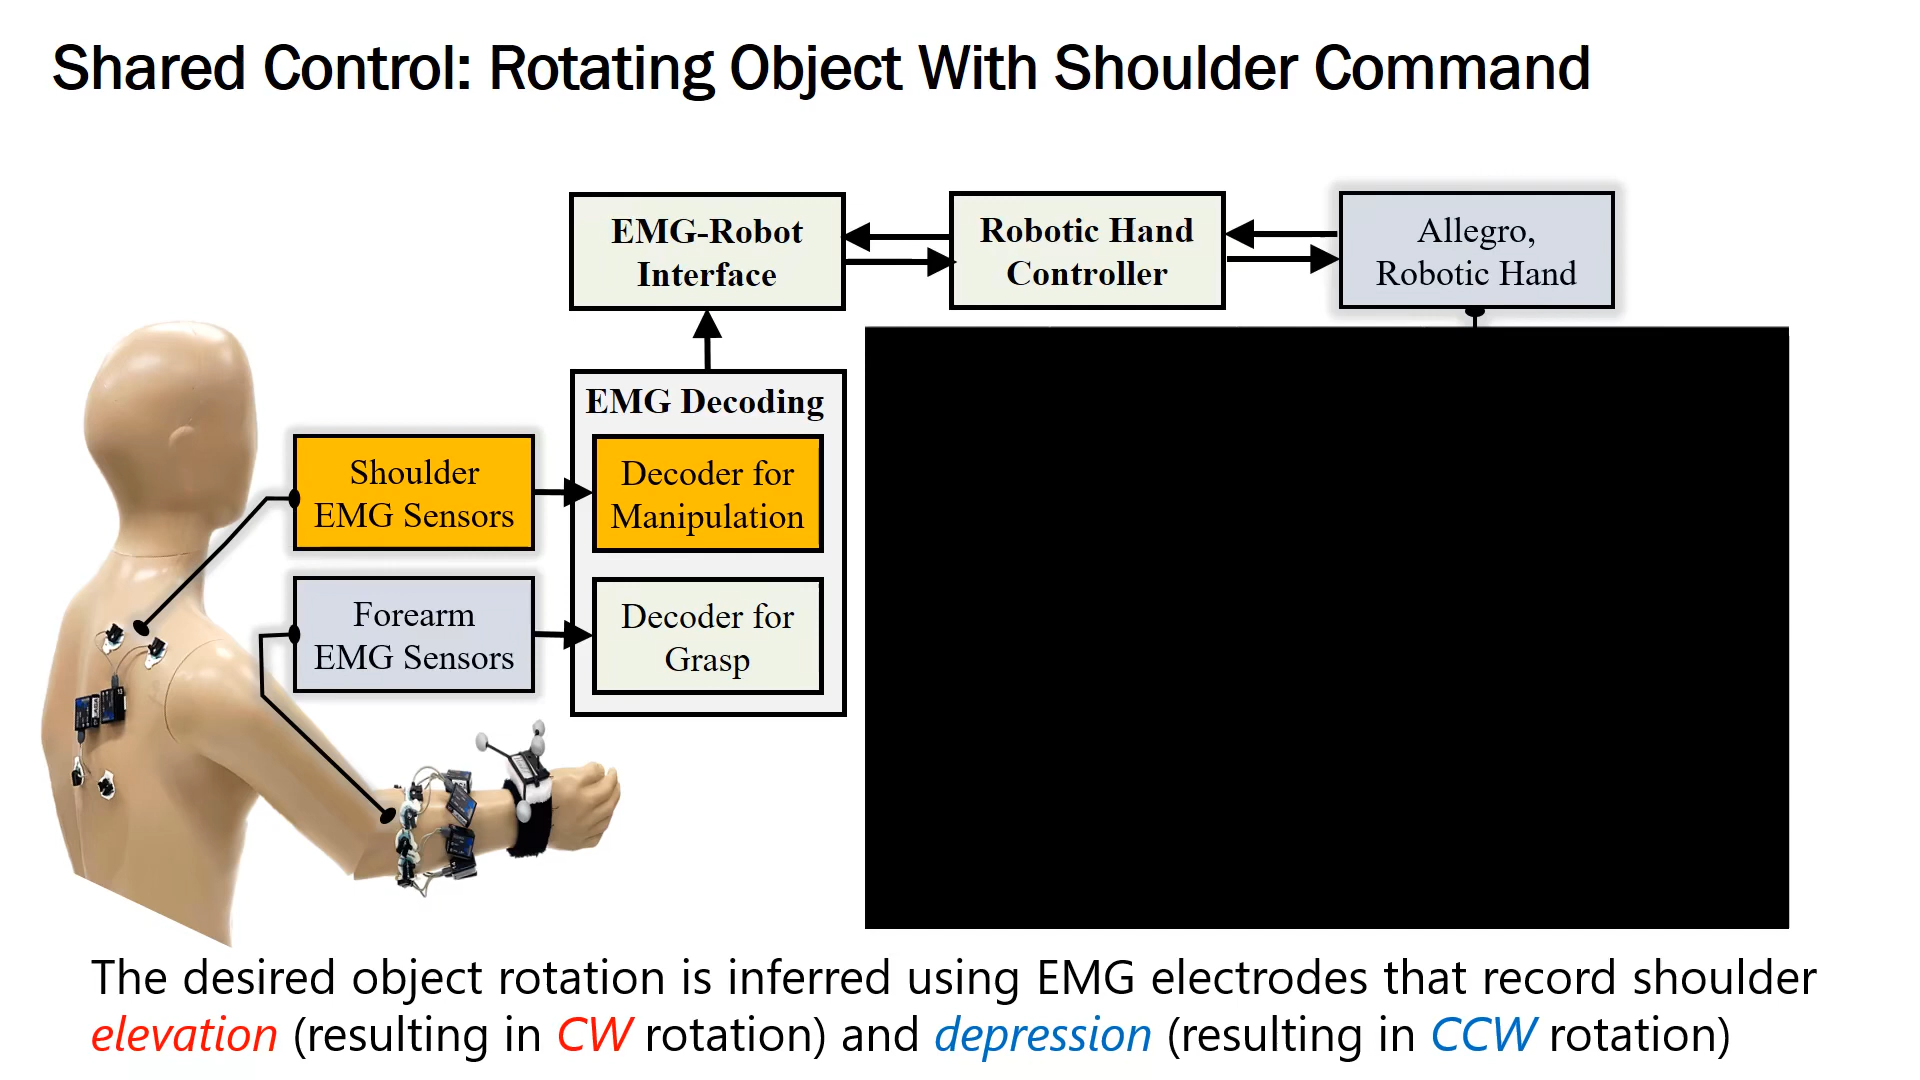 Shared Control: Rotating Object With Shoulder Command
EMG-Robot
Interface
Robotic Hand
Controller
Allegro,
Robotic Hand
EMG Decoding
Shoulder
EMG Sensors
Decoder for
Manipulation
Forearm
EMG Sensors
Decoder for
Grasp
The desired object rotation is inferred using EMG electrodes that record shoulder
elevation (resulting in CW rotation) and depression (resulting in CCW rotation)